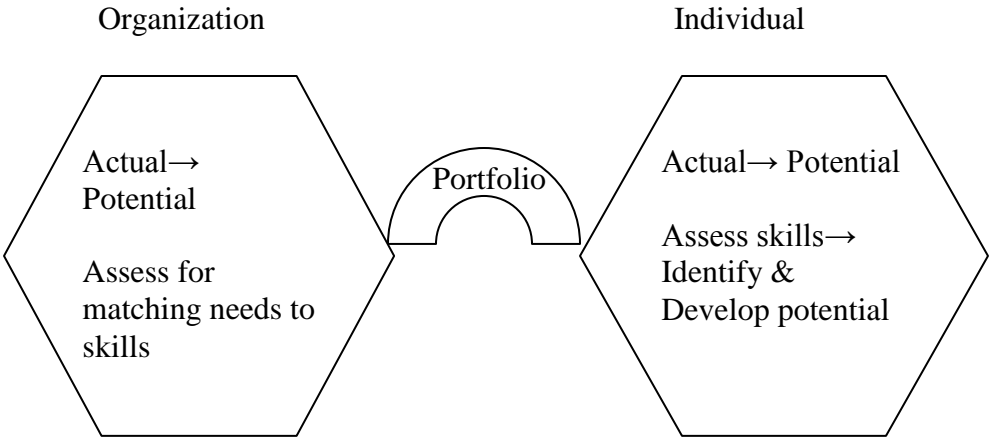 Organization
Individual
Actual→
Potential
Assess for
matching needs to
skills
Portfolio
Actual→ Potential
Assess skills→
Identify &
Develop potential